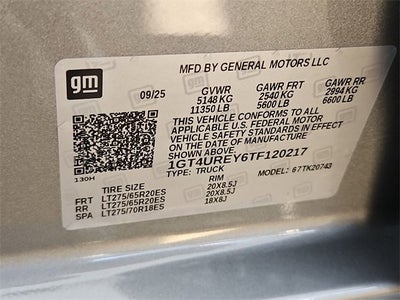 gm
MFD BY GENERAL MOTORS LLC
09/25 GVWR GAWR FRT GAWR RR
5148 KG 2540 KG 2994 KG
11350 LB 5600 LB 6600 LB
THIS VEHICLE CONFORMS TO ALL
APPLICABLE U.S. FEDERAL MOTOR
VEHICLE SAFETY STANDARDS IN EFFECT
ON THE DATE OF MANUFACTURE
SHOWN ABOVE.
1GT4UREY6TF120217
TYPE: TRUCK MODEL: 67TK20743
130H
TIRE SIZE RIM
FRT LT275/65R20ES 20X8.5J
RR LT275/65R20ES 20X8.5J
SPA LT275/70R18ES 18X8J